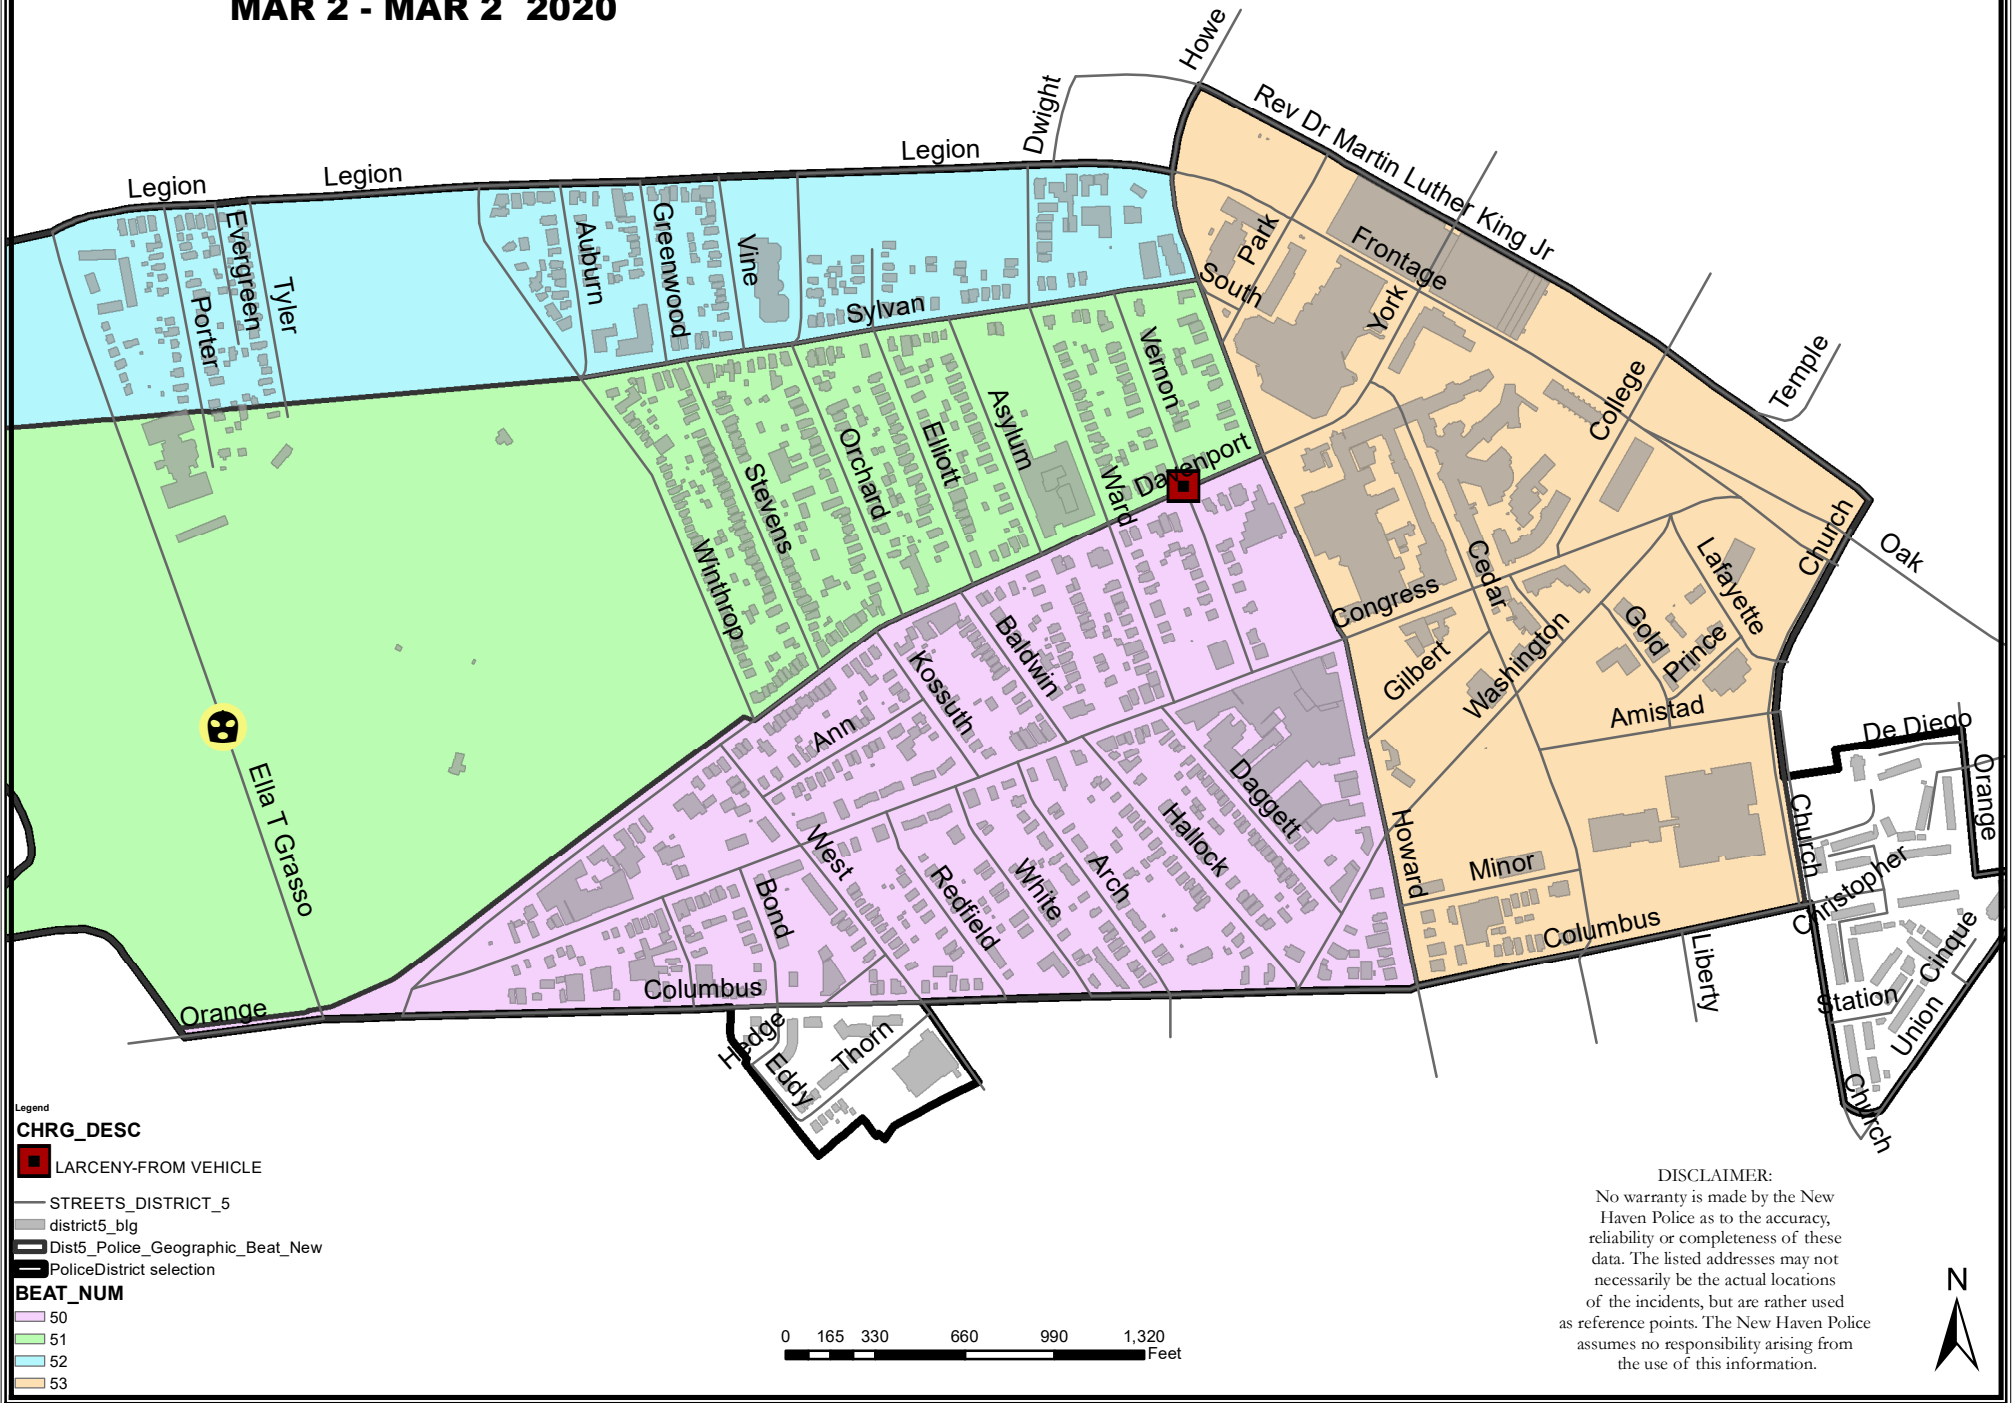 MAR 2 - MAR 2 2020
Howe
Rev Dr Martin Luther King Jr
Dwight
Legion
Legion
Legion
Evergreen
Porter
Tyler
Auburn
Greenwood
Vine
Sylvan
Park
South
York
Frontage
College
Temple
Church
Oak
Vernon
Asylum
Elliott
Orchard
Stevens
Winthrop
Ward
Davenport
Cedar
Congress
Lafayette
Gold
Prince
Washington
Gilbert
Amistad
Baldwin
Kossuth
Ann
Ella T Grasso
West
Bond
Redfield
White
Arch
Hallock
Daggett
Howard
Minor
Columbus
Columbus
Orange
Hedge
Eddy
Thorn
Liberty
De Diego
Orange
Church
Christopher
Cinque
Station
Union
Church
Legend
CHRG_DESC
LARCENY-FROM VEHICLE
STREETS_DISTRICT_5
district5_blg
Dist5_Police_Geographic_Beat_New
PoliceDistrict selection
BEAT_NUM
50
51
52
53
0 165 330 660 990 1,320
Feet
DISCLAIMER:
No warranty is made by the New
Haven Police as to the accuracy,
reliability or completeness of these
data. The listed addresses may not
necessarily be the actual locations
of the incidents, but are rather used
as reference points. The New Haven Police
assumes no responsibility arising from
the use of this information.
N